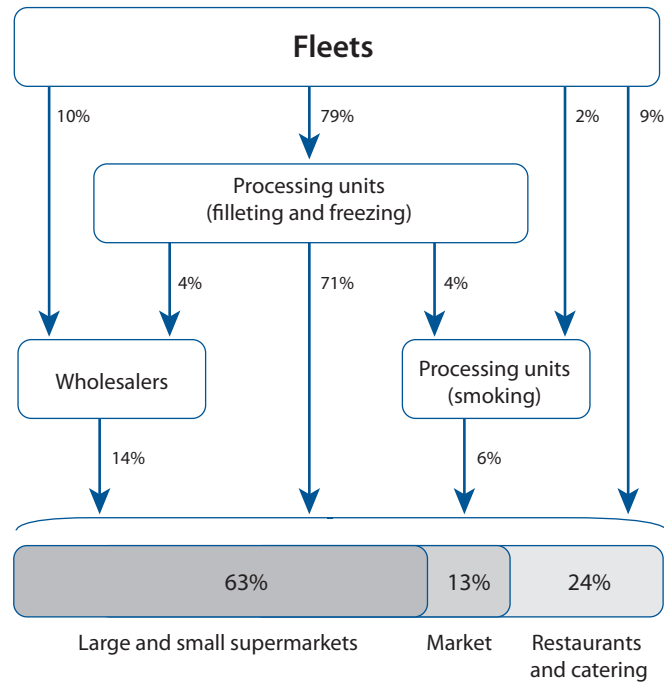 Fleets
10%
79%
2%
9%
Processing units
(filleting and freezing)
4%
71%
4%
Wholesalers
Processing units
(smoking)
14%
6%
63%
13%
24%
Large and small supermarkets
Market
Restaurants
and catering